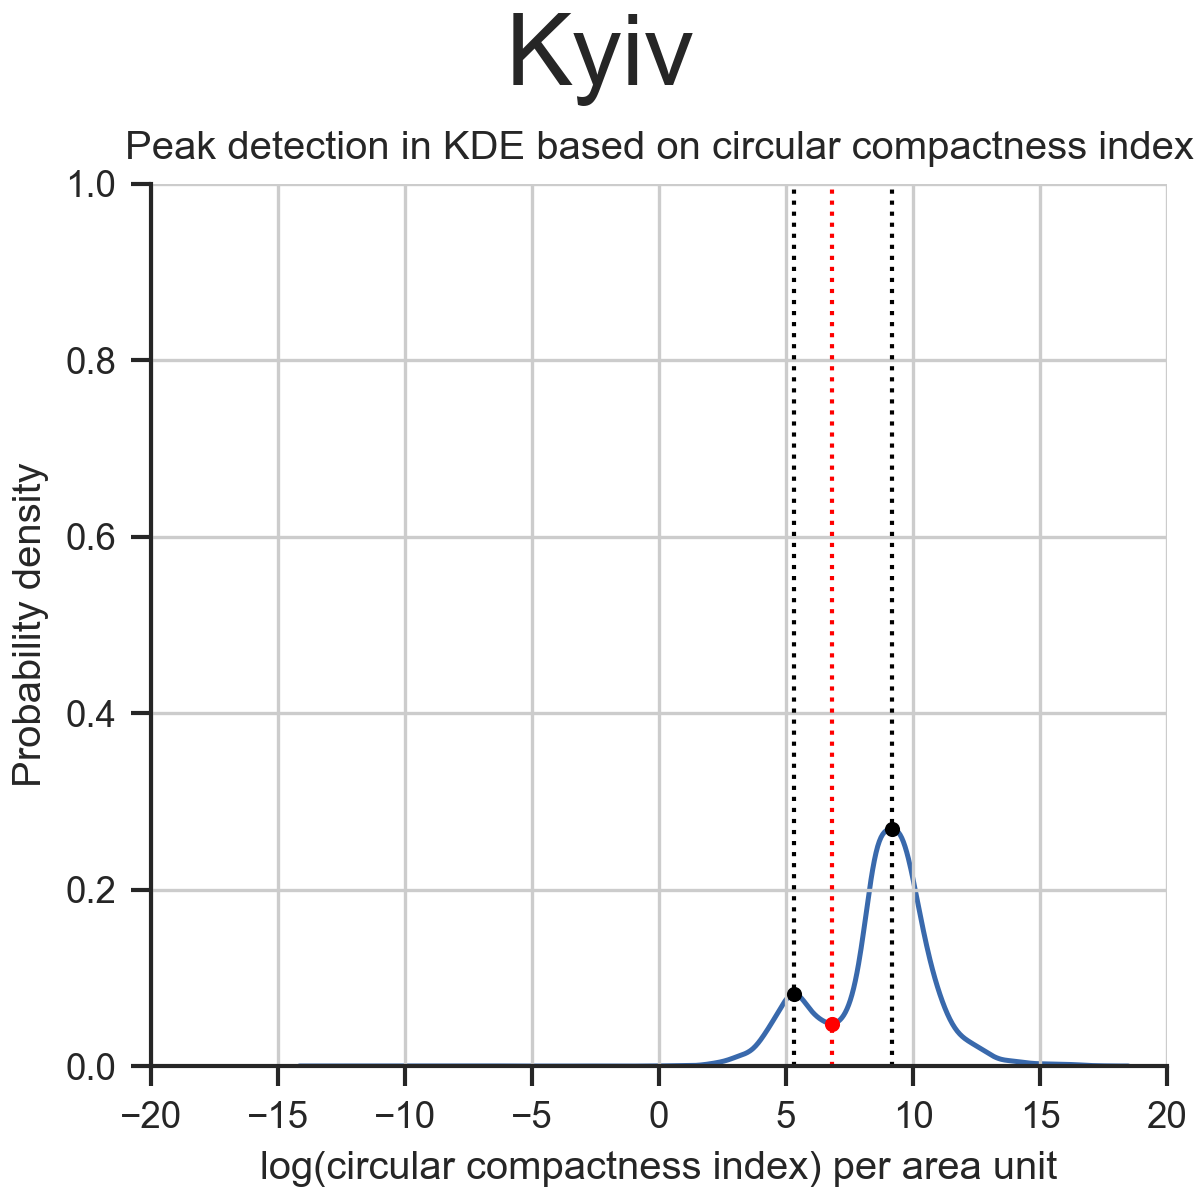 Kyiv
Peak detection in KDE based on circular compactness index
1.0
0.8
0.6
0.4
0.2
0.0
Probability density
−20 −15 −10 −5 0 5 10 15 20
log(circular compactness index) per area unit